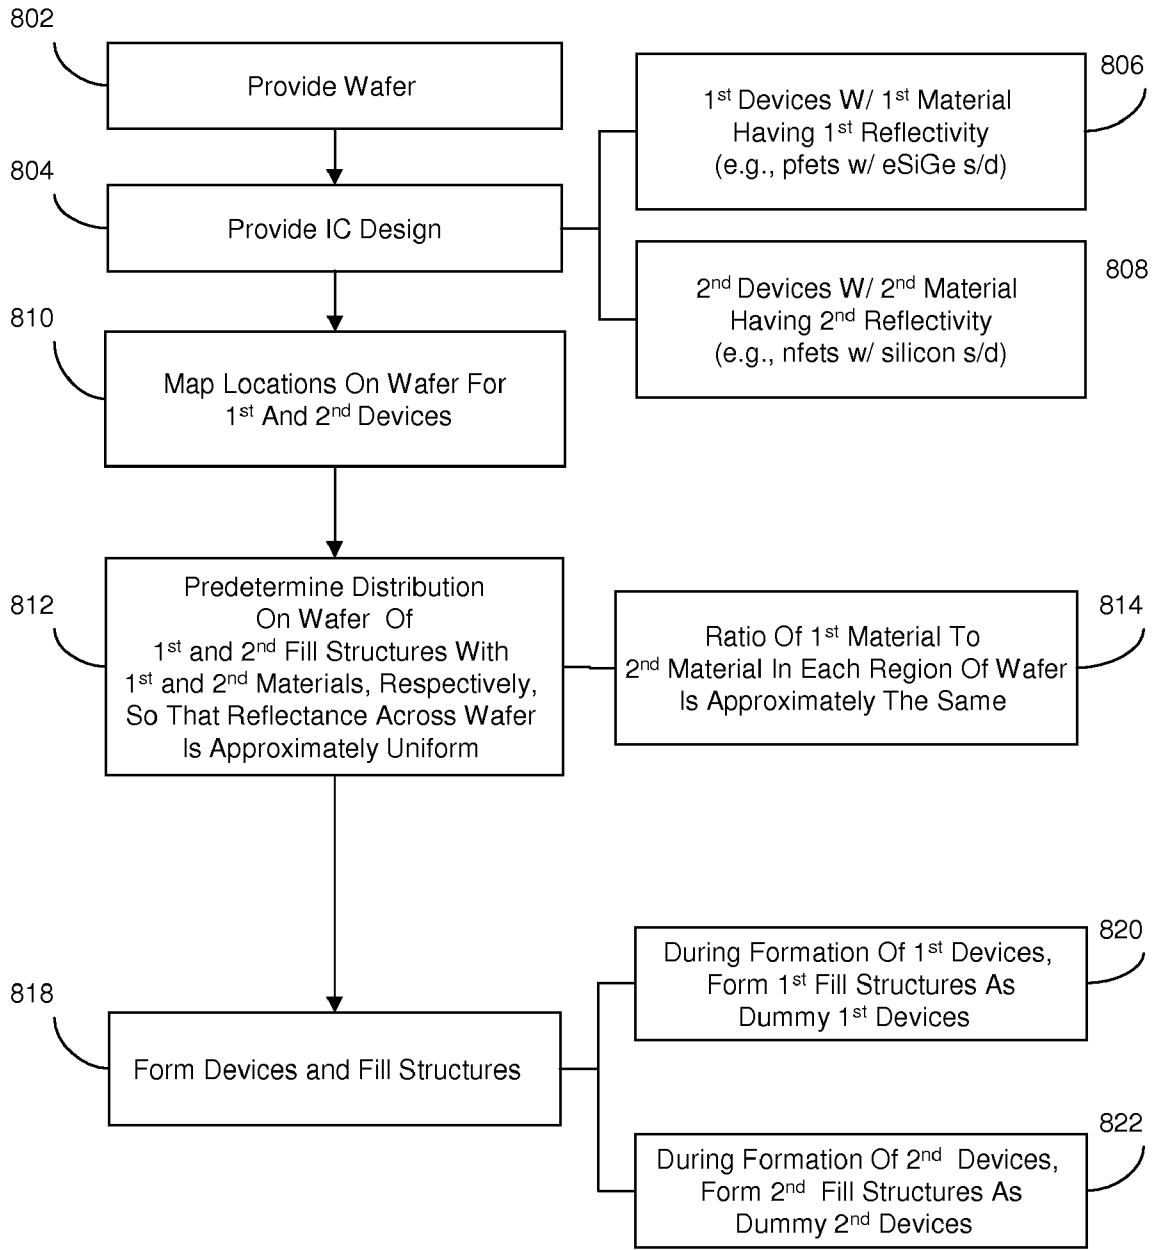 802
Provide Wafer
804
Provide IC Design
806
1st Devices W/ 1st Material
Having 1st Reflectivity
(e.g., pfets w/ eSiGe s/d)
808
2nd Devices W/ 2nd Material
Having 2nd Reflectivity
(e.g., nfets w/ silicon s/d)
810
Map Locations On Wafer For
1st And 2nd Devices
812
Predetermine Distribution
On Wafer Of
1st and 2nd Fill Structures With
1st and 2nd Materials, Respectively,
So That Reflectance Across Wafer
Is Approximately Uniform
814
Ratio Of 1st Material To
2nd Material In Each Region Of Wafer
Is Approximately The Same
818
Form Devices and Fill Structures
820
During Formation Of 1st Devices,
Form 1st Fill Structures As
Dummy 1st Devices
822
During Formation Of 2nd Devices,
Form 2nd Fill Structures As
Dummy 2nd Devices